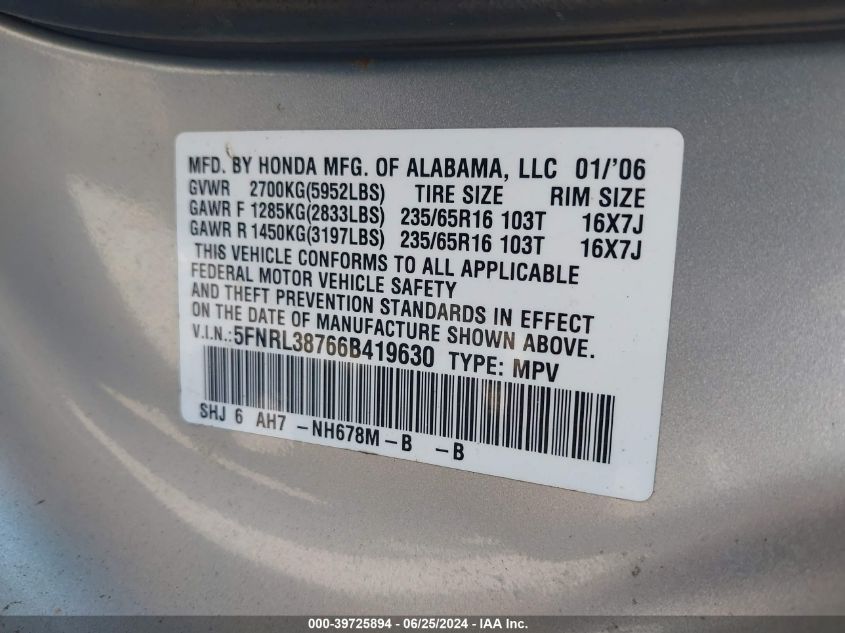 MFD. BY HONDA MFG. OF ALABAMA, LLC 01/'06
GVWR 2700KG(5952LBS) TIRE SIZE RIM SIZE
GAWR F 1285KG(2833LBS) 235/65R16 103T 16X7J
GAWR R 1450KG(3197LBS) 235/65R16 103T 16X7J
THIS VEHICLE CONFORMS TO ALL APPLICABLE
FEDERAL MOTOR VEHICLE SAFETY
AND THEFT PREVENTION STANDARDS IN EFFECT
ON THE DATE OF MANUFACTURE SHOWN ABOVE.
V.I.N.:5FNRL38766B419630 TYPE: MPV
SHJ 6 AH7 -NH678M-B -B
000-39725894 - 06/25/2024 - IAAI Inc.